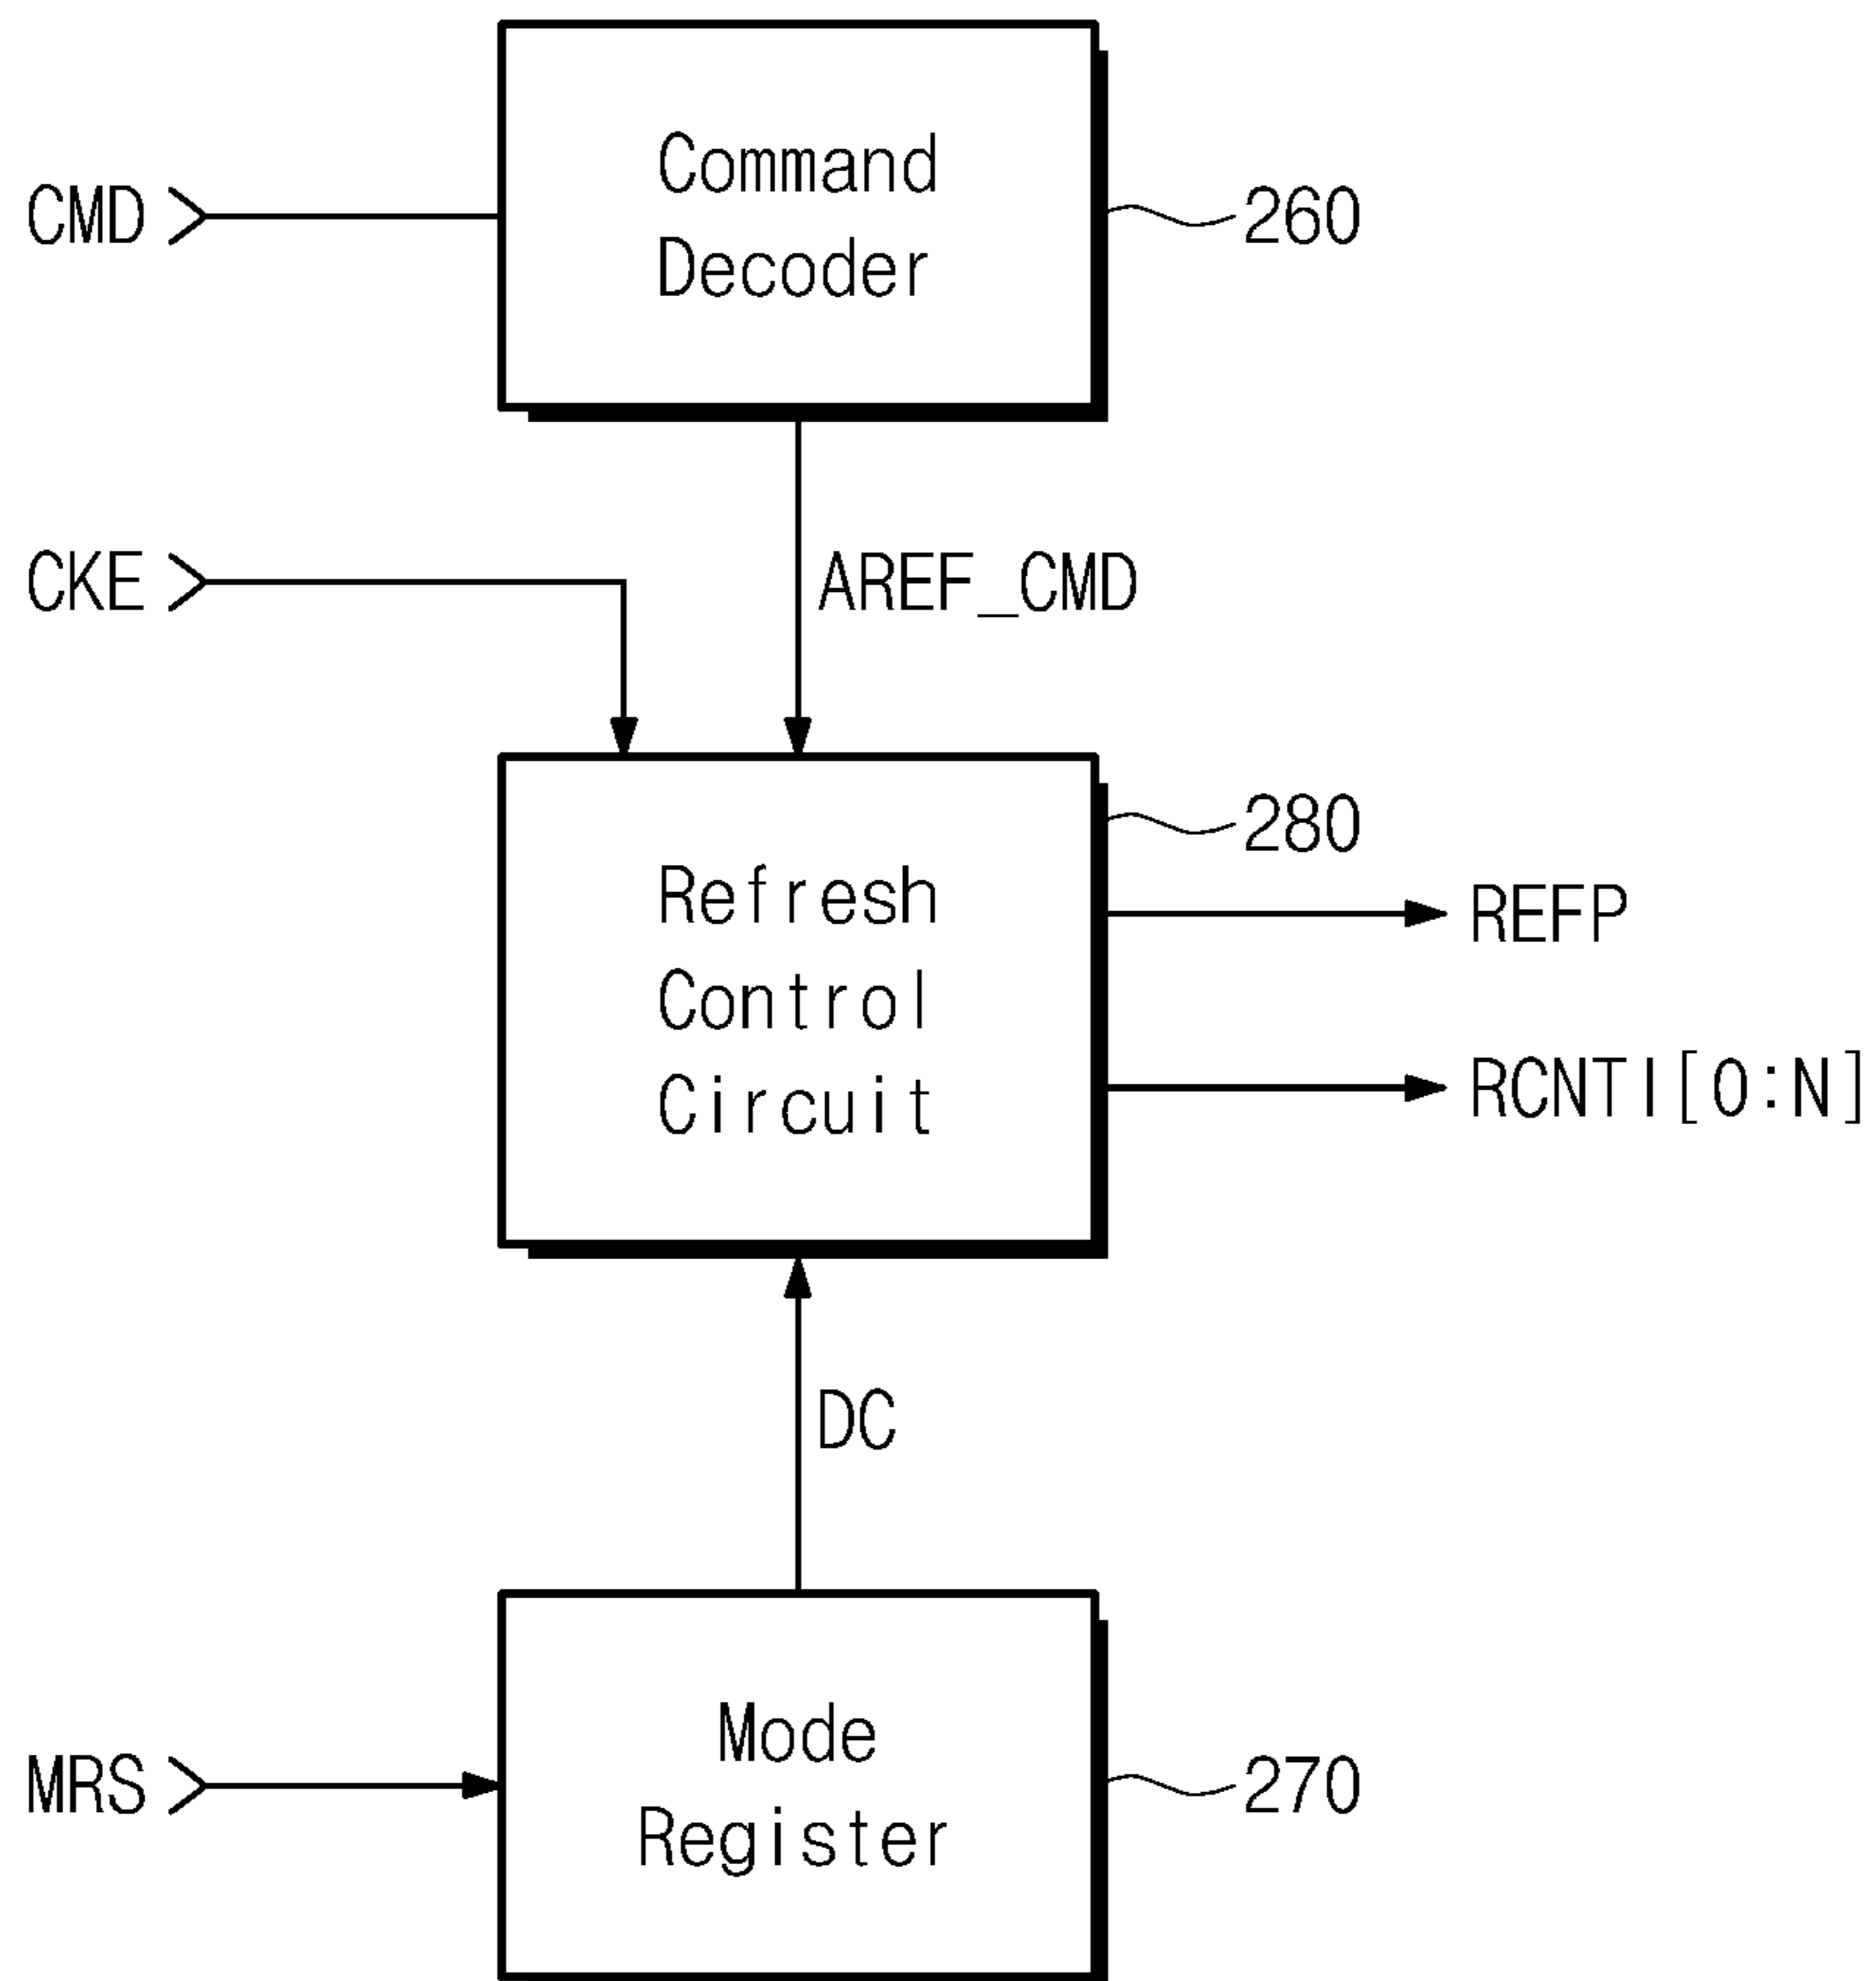 Command
CMD
260
Decoder
CKE
AREF_CMD
280
Refresh
REFP
Control
RCNTI[0:N]
Circuit
DC
Mode
MRS
270
Register